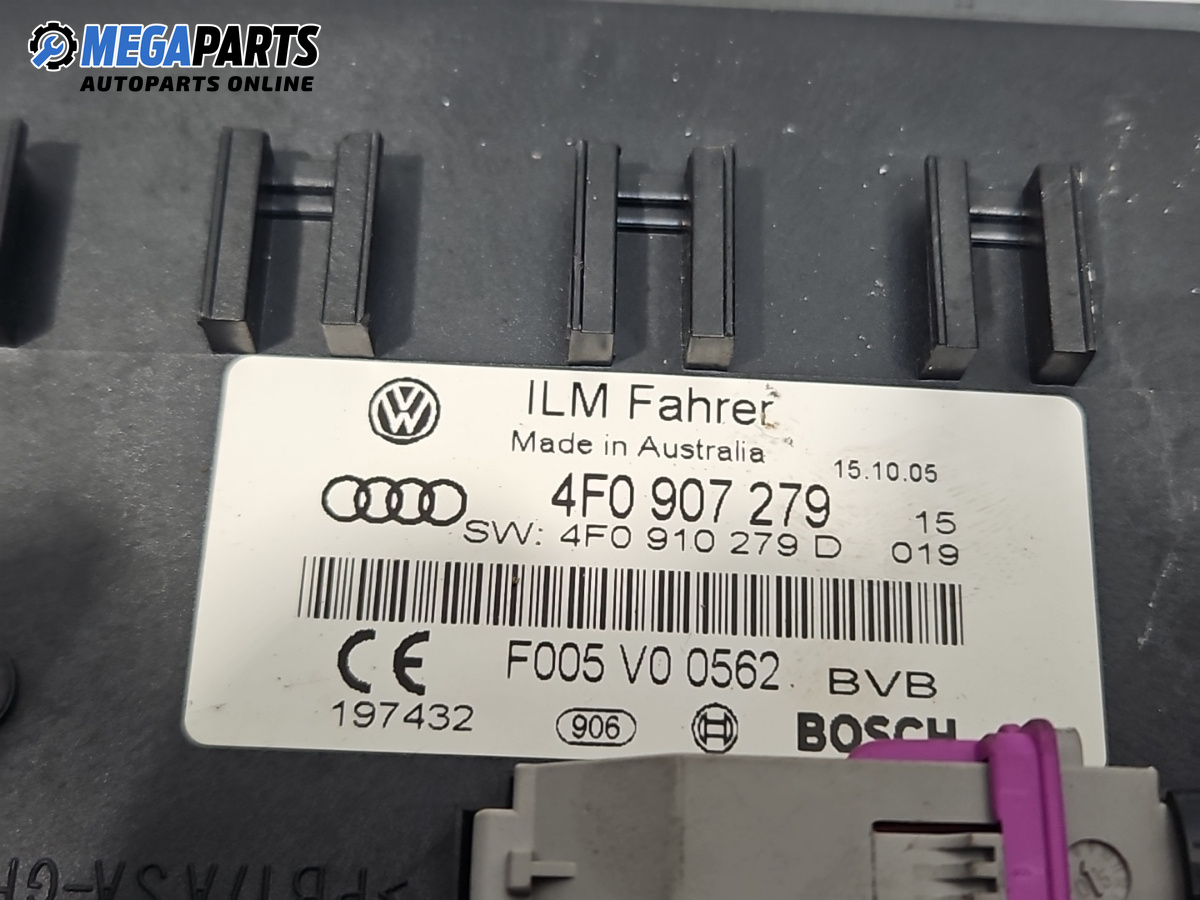 MEGAPARTS
AUTOPARTS ONLINE
ILM Fahrer
Made in Australia
15.10.05
4F0 907 279
15
SW: 4F0 910 279 D
019
F005 V0 0562
BVB
CE
197432
906
BOSCH